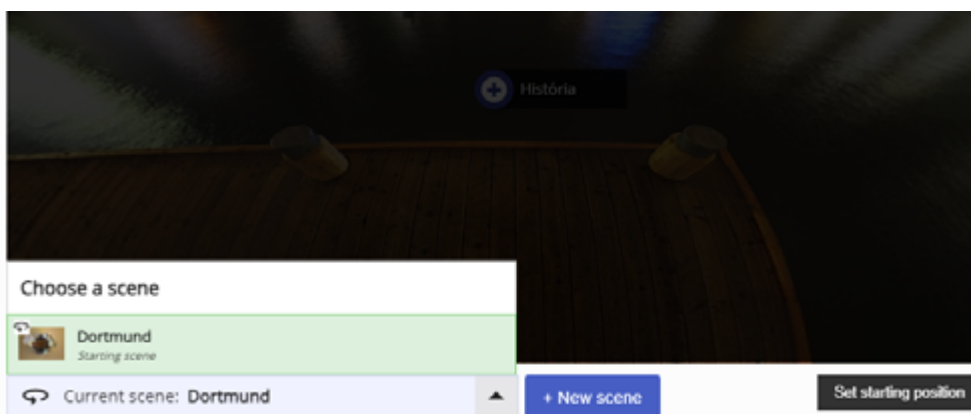 História
Choose a scene
Dortmund
Starting scene
Current scene: Dortmund
+ New scene
Set starting position